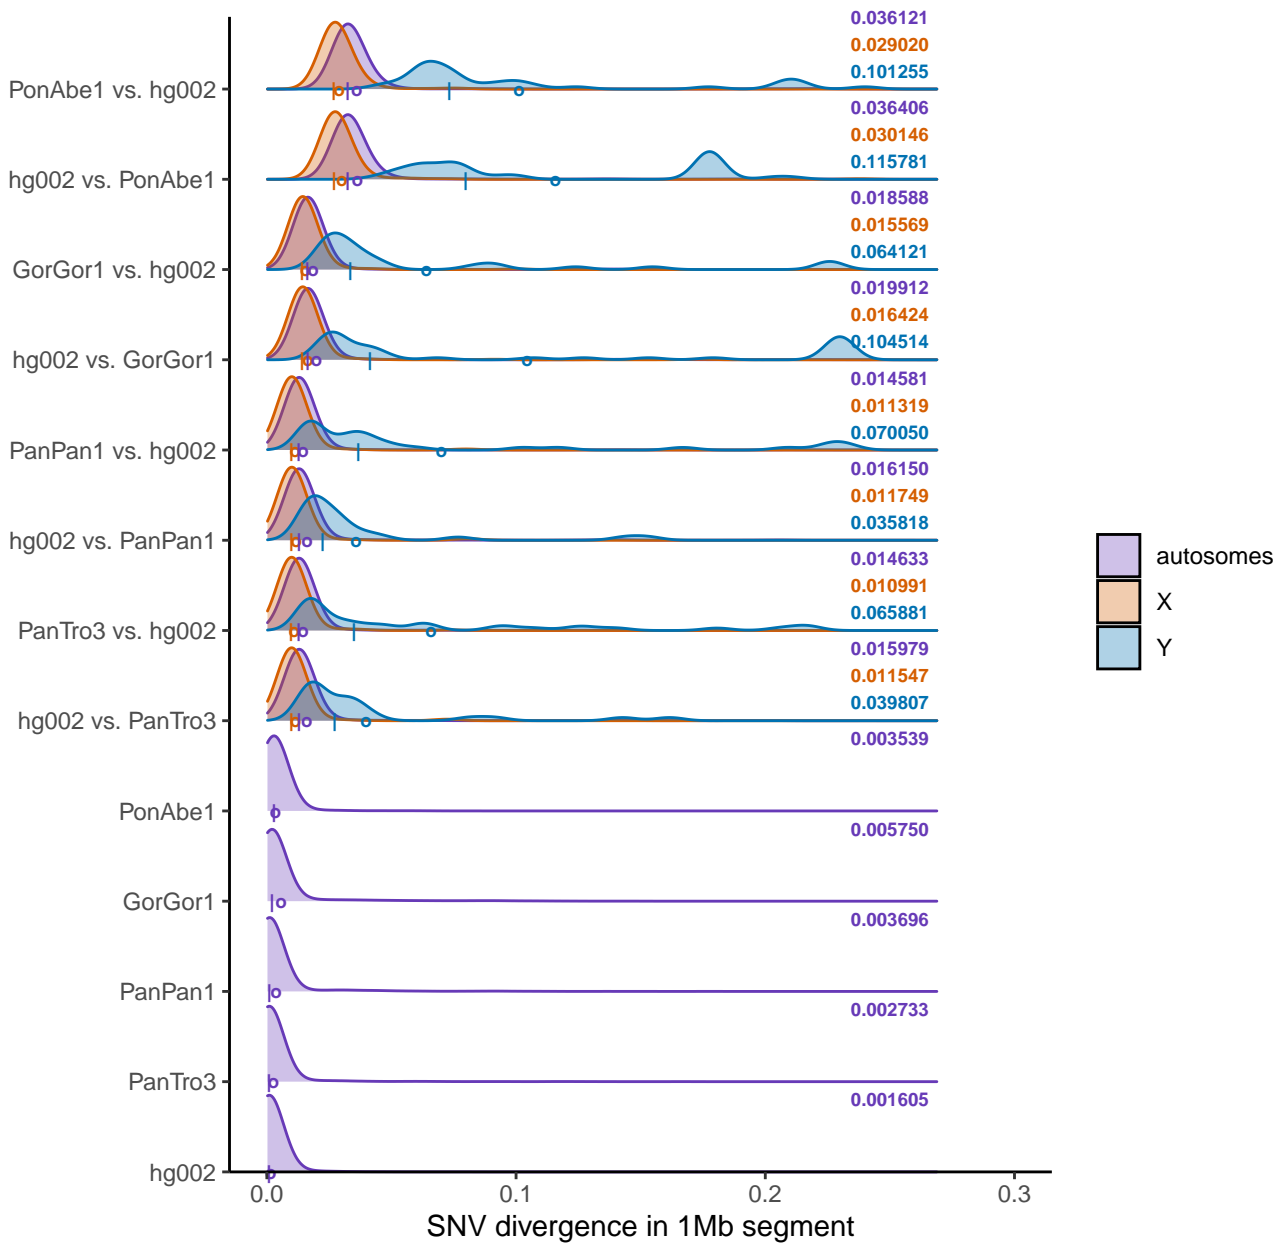 0.036121
0.029020
0.101255
PonAbe1 vs. hg002
0.036406
0.030146
0.115781
hg002 vs. PonAbe1
0.018588
0.015569
0.064121
GorGor1 vs. hg002
0.019912
0.016424
0.104514
hg002 vs. GorGor1
0.014581
0.011319
0.070050
PanPan1 vs. hg002
0.016150
0.011749
0.035818
hg002 vs. PanPan1
0.014633
0.010991
0.065881
PanTro3 vs. hg002
0.015979
0.011547
0.039807
hg002 vs. PanTro3
0.003539
PonAbe1
0.005750
GorGor1
0.003696
PanPan1
0.002733
PanTro3
0.001605
hg002
0.0 0.1 0.2 0.3
SNV divergence in 1Mb segment
autosomes
X
Y